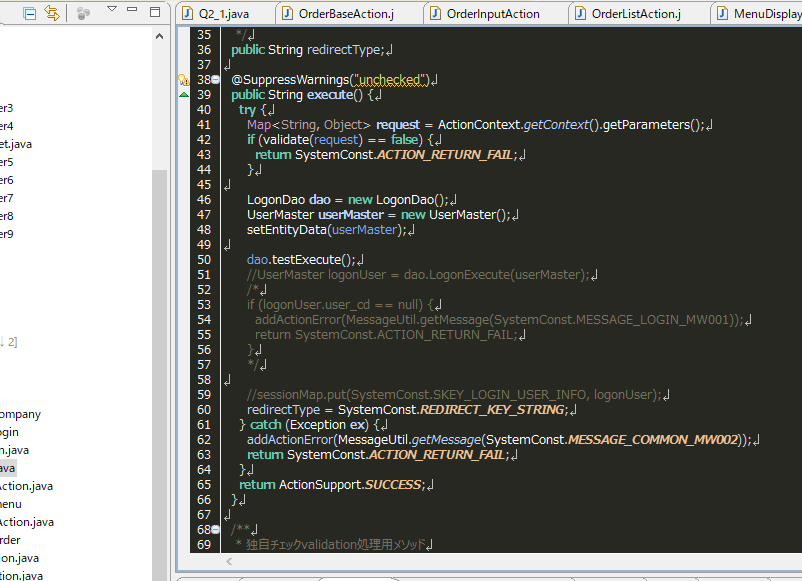 Q2_1.java
OrderBaseAction.j
OrderInputAction
OrderListAction.j
MenuDisplay
er3
er4
et.java
er5
er6
er7
er8
er9
↓ 2]
ompany
ogin
n.java
ava
Action.java
nenu
Action.java
rder
ion.java
tion.java
35 */
36 public String redirectType;
37
38 @SuppressWarnings("unchecked")
39 public String execute() {
40 try {
41 Map<String, Object> request = ActionContext.getContext().getParameters();
42 if (validate(request) == false) {
43 return SystemConst.ACTION_RETURN_FAIL;
44 }
45
46 LogonDao dao = new LogonDao();
47 UserMaster userMaster = new UserMaster();
48 setEntityData(userMaster);
49
50 dao.testExecute();
51 //UserMaster logonUser = dao.LogonExecute(userMaster);
52 /*
53 if (logonUser.user_cd == null) {
54 addActionError(MessageUtil.getMessage(SystemConst.MESSAGE_LOGIN_MW001));
55 return SystemConst.ACTION_RETURN_FAIL;
56 }
57 */
58
59 //sessionMap.put(SystemConst.SKEY_LOGIN_USER_INFO, logonUser);
60 redirectType = SystemConst.REDIRECT_KEY_STRING;
61 } catch (Exception ex) {
62 addActionError(MessageUtil.getMessage(SystemConst.MESSAGE_COMMON_MW002));
63 return SystemConst.ACTION_RETURN_FAIL;
64 }
65 return ActionSupport.SUCCESS;
66 }
67
68 /**
69 * 独自チェックvalidation処理用メソッド